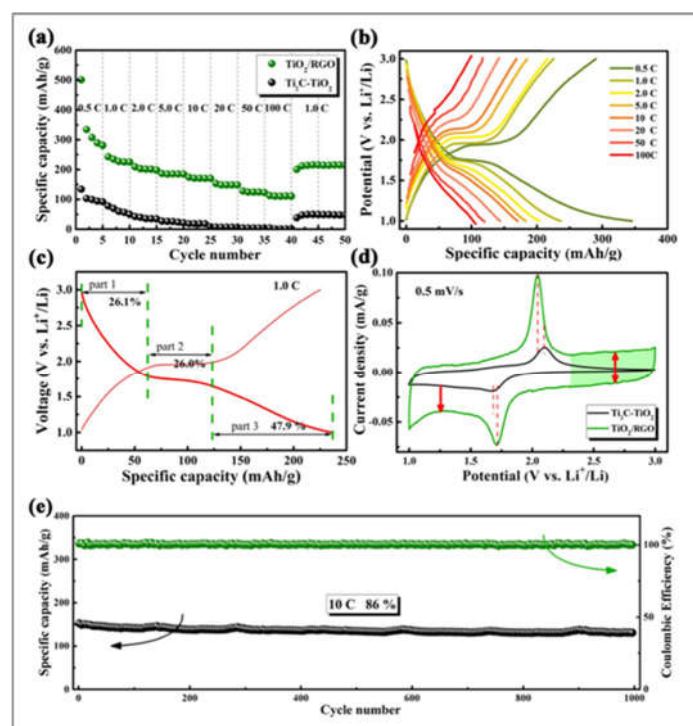 (a)
600
500
400
300
200
100
0
Specific capacity (mAh/g)
TiO₂/RGO
Ti₃C-TiO₂
0.5 C 1.0 C 2.0 C 5.0 C 10 C 20 C 50 C 100 C 1.0 C
0 5 10 15 20 25 30 35 40 45 50
Cycle number
(b)
3.0
2.5
2.0
1.5
1.0
Potential (V vs. Li⁺/Li)
0.5 C
1.0 C
2.0 C
5.0 C
10 C
20 C
50 C
100C
0 100 200 300 400
Specific capacity (mAh/g)
(c)
3.0
2.0
1.0
Voltage (V vs. Li⁺/Li)
part 1
26.1%
1.0 C
part 2
26.0%
part 3 47.9 %
0 50 100 150 200 250
Specific capacity (mAh/g)
(d)
0.10
0.05
0.00
-0.05
Current density (mA/g)
0.5 mV/s
Ti₃C-TiO₂
TiO₂/RGO
1.0 1.5 2.0 2.5 3.0
Potential (V vs. Li⁺/Li)
(e)
400
300
200
100
0
Specific capacity (mAh/g)
10 C 86 %
100
50
0
Coulombic Efficiency (%)
0 200 400 600 800 1000
Cycle number